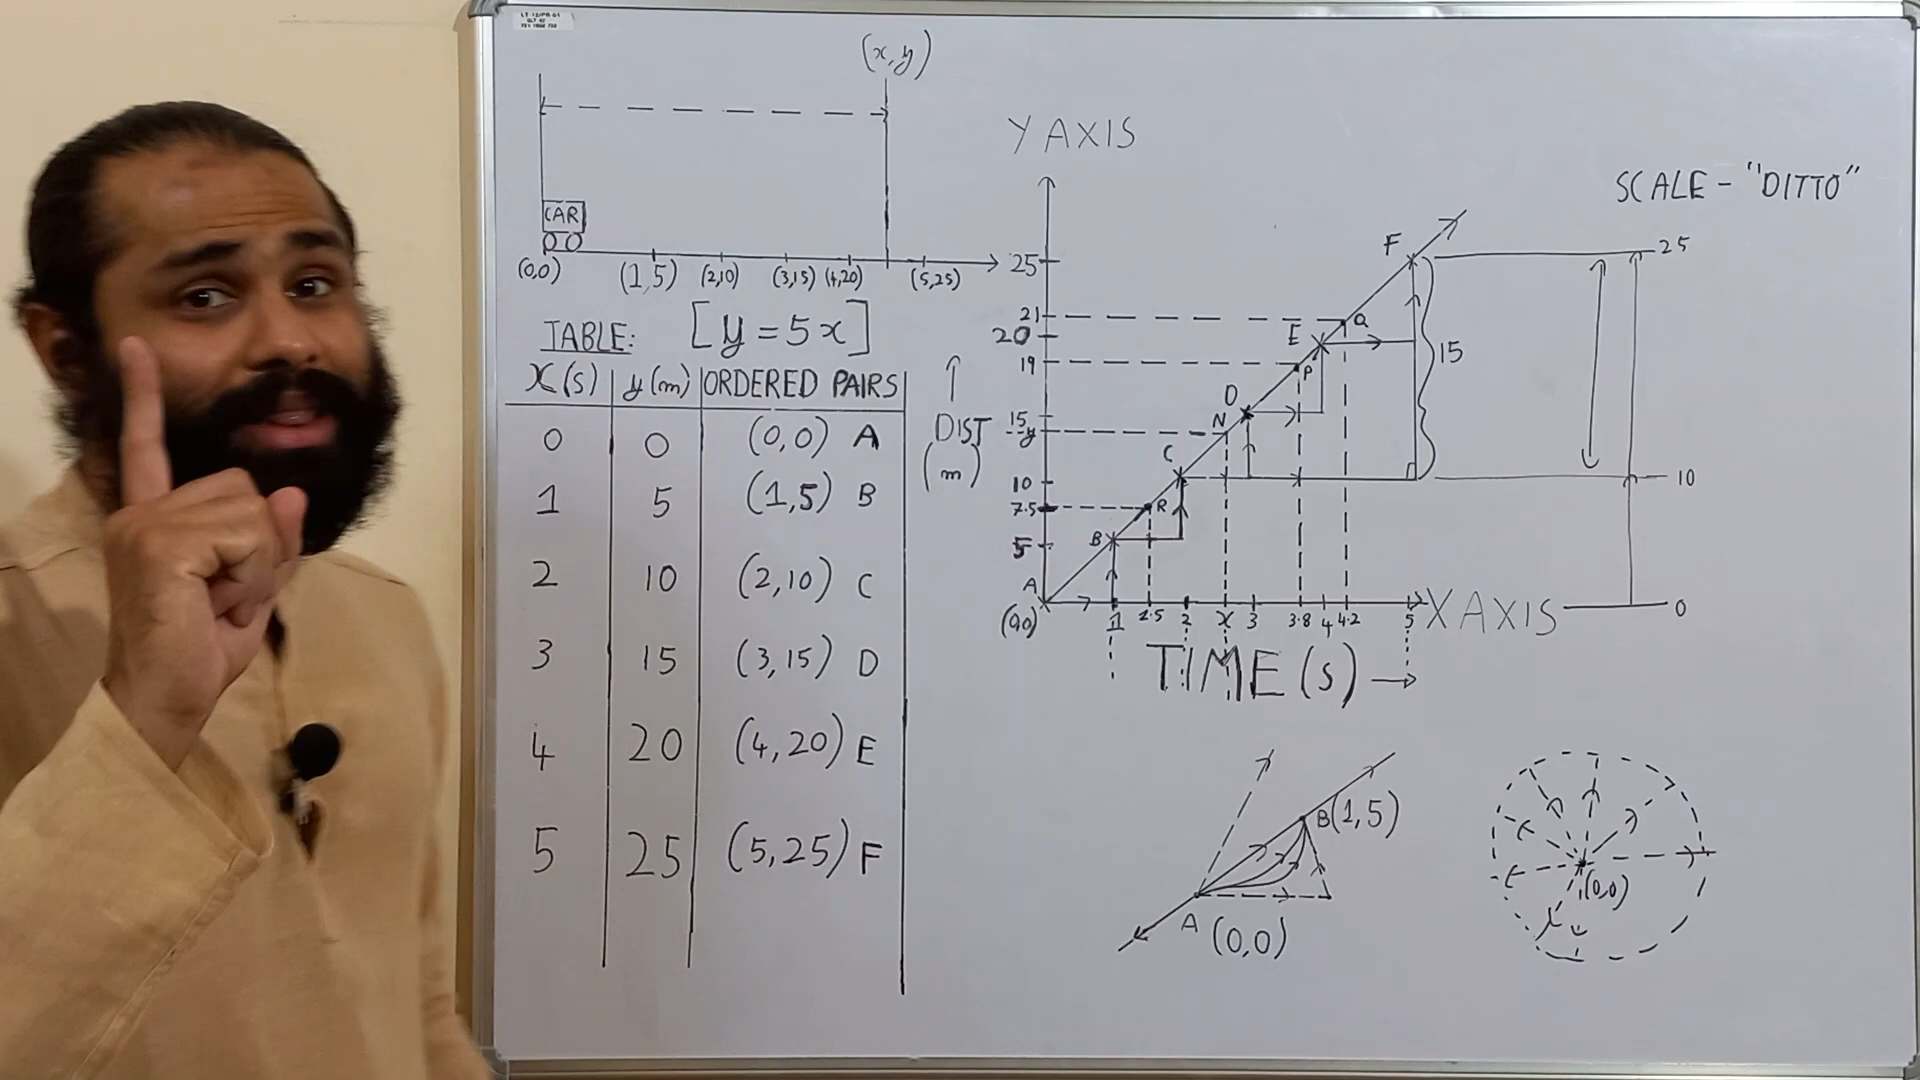 LT-12/PB-01
(x,y)
CAR
(0,0) (1,5) (2,10) (3,15) (4,20) (5,25)
TABLE: [y=5x]
X(s) y(m) ORDERED PAIRS
0 0 (0,0) A
1 5 (1,5) B
2 10 (2,10) C
3 15 (3,15) D
4 20 (4,20) E
5 25 (5,25) F
Y AXIS
SCALE - "DITTO"
25
21
20
19
15
y
10
7.5
5
DIST
(m)
A
B
R
C
N
D
P
E
Q
F
15
25
10
0
(0,0) 1 2.5 2 x 3 3.8 4 4.2 5 X AXIS
TIME (s)
B(1,5)
A (0,0)
(0,0)